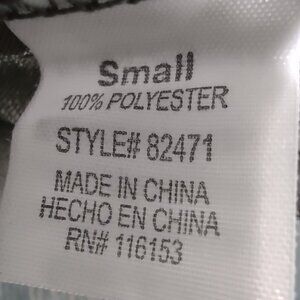 Small
100% POLYESTER
STYLE# 82471
MADE IN CHINA
HECHO EN CHINA
RN# 116153